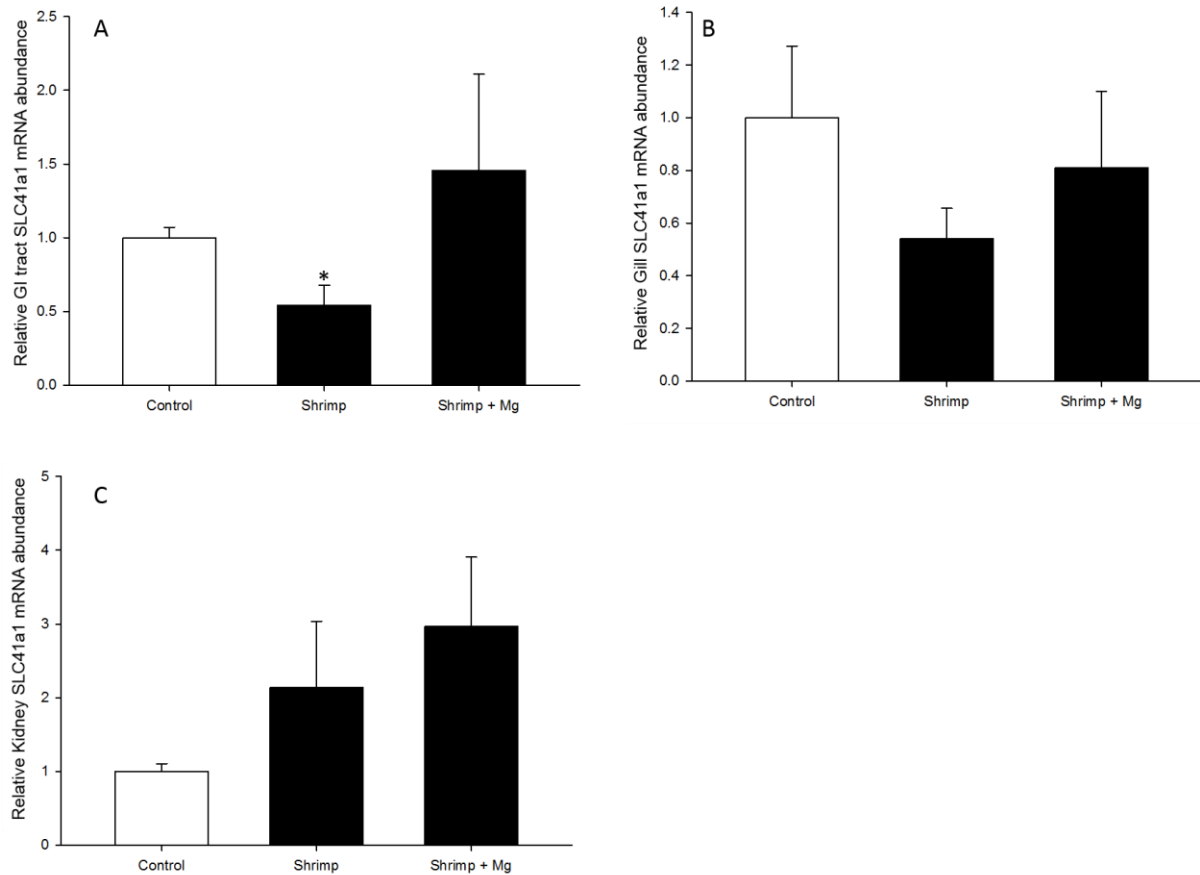 A
Relative GI tract SLC41a1 mRNA abundance
2.5
2.0
1.5
1.0
0.5
0.0
*
Control Shrimp Shrimp + Mg
B
Relative Gill SLC41a1 mRNA abundance
1.4
1.2
1.0
0.8
0.6
0.4
0.2
0.0
Control Shrimp Shrimp + Mg
C
Relative Kidney SLC41a1 mRNA abundance
5
4
3
2
1
0
Control Shrimp Shrimp + Mg